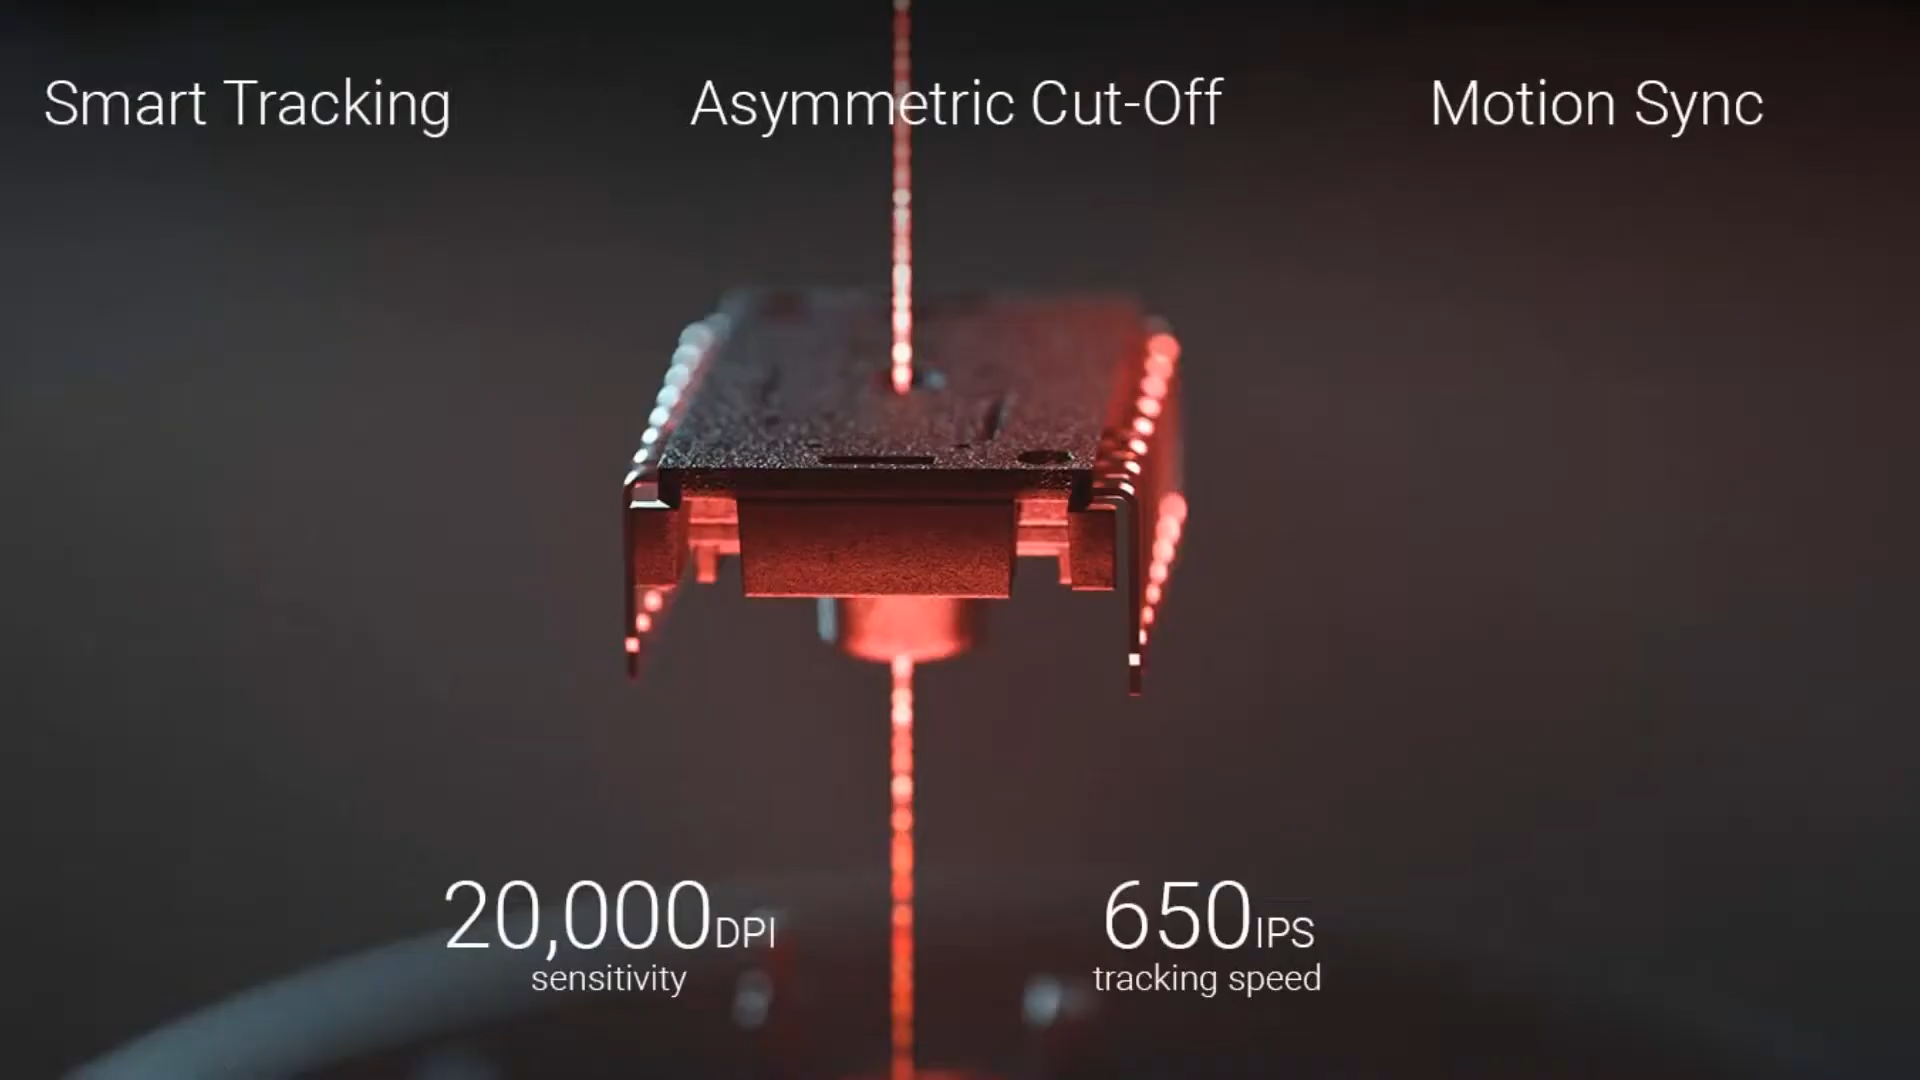 Smart Tracking
Asymmetric Cut-Off
Motion Sync
20,000DPI
sensitivity
650IPS
tracking speed